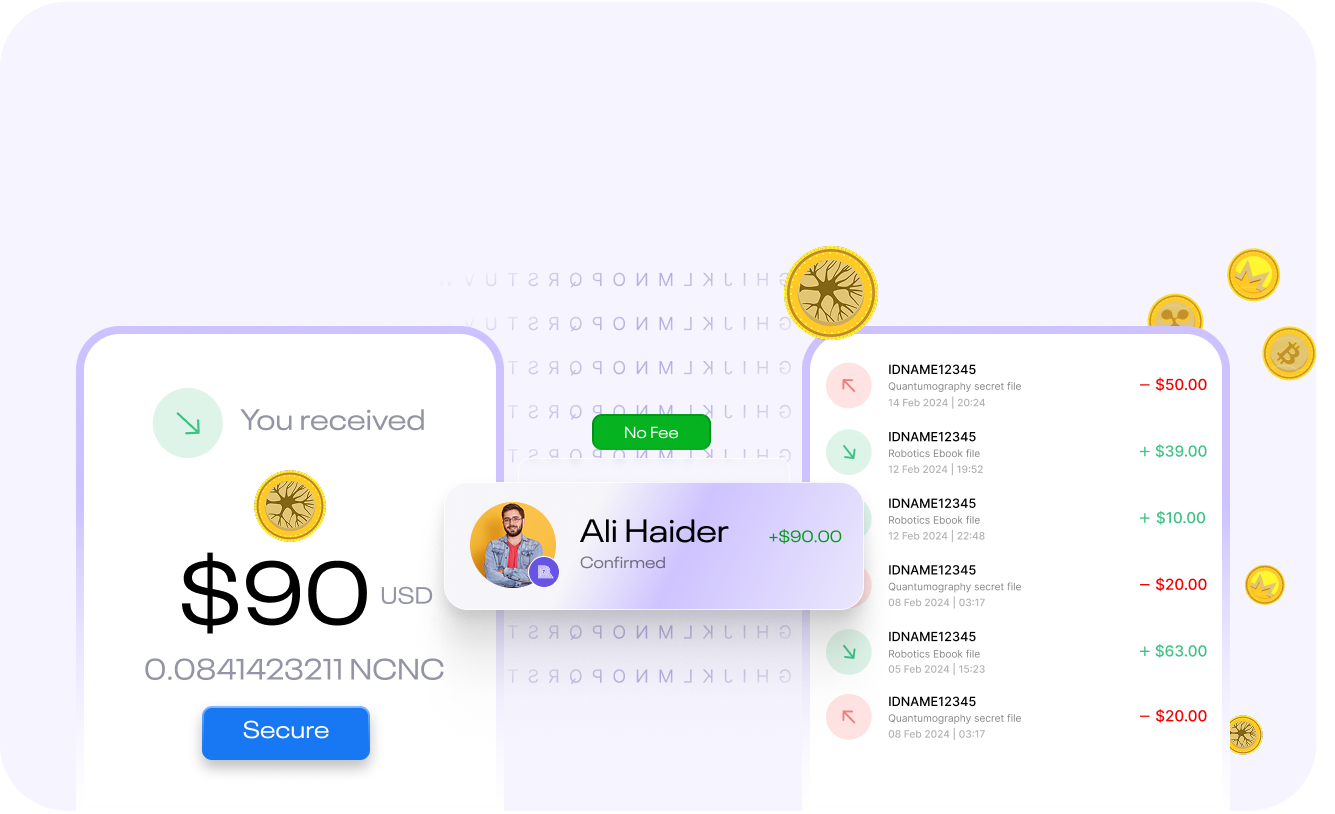 You received
$90 USD
0.0841423211 NCNC
Secure
No Fee
Ali Haider
Confirmed
+$90.00
IDNAME12345
Quantumography secret file
14 Feb 2024 | 20:24
− $50.00
IDNAME12345
Robotics Ebook file
12 Feb 2024 | 19:52
+ $39.00
IDNAME12345
Robotics Ebook file
12 Feb 2024 | 22:48
+ $10.00
IDNAME12345
Quantumography secret file
08 Feb 2024 | 03:17
− $20.00
IDNAME12345
Robotics Ebook file
05 Feb 2024 | 15:23
+ $63.00
IDNAME12345
Quantumography secret file
08 Feb 2024 | 03:17
− $20.00